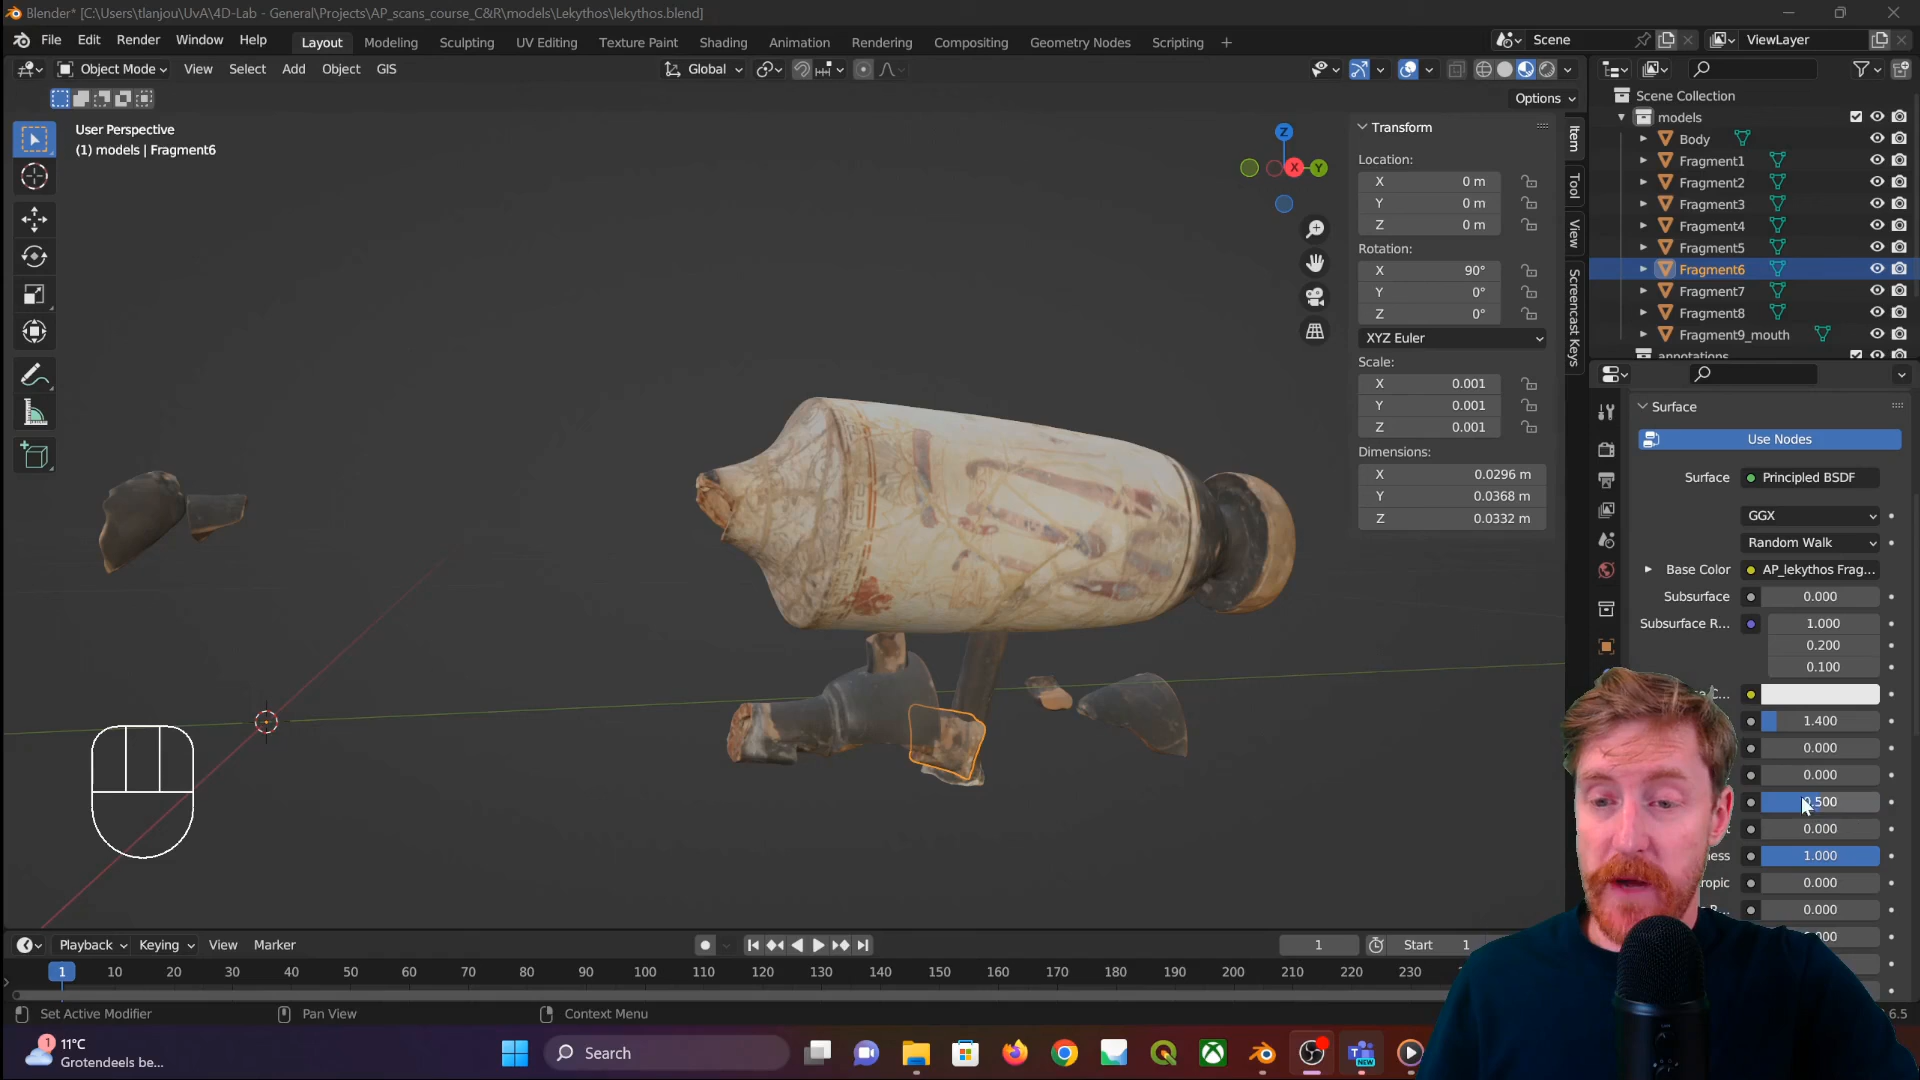 Blender* [C:\Users\tlanjou\UvA\4D-Lab - General\Projects\AP_scans_course_C&R\models\Lekythos\lekythos.blend]
File Edit Render Window Help Layout Modeling Sculpting UV Editing Texture Paint Shading Animation Rendering Compositing Geometry Nodes Scripting + Scene ViewLayer
Object Mode View Select Add Object GIS Global
Options
User Perspective
(1) models | Fragment6
Z
X
Y
Transform
Location:
X 0 m
Y 0 m
Z 0 m
Rotation:
X 90°
Y 0°
Z 0°
XYZ Euler
Scale:
X 0.001
Y 0.001
Z 0.001
Dimensions:
X 0.0296 m
Y 0.0368 m
Z 0.0332 m
Item
Tool
View
Screencast Keys
Scene Collection
models
Body
Fragment1
Fragment2
Fragment3
Fragment4
Fragment5
Fragment6
Fragment7
Fragment8
Fragment9_mouth
annotations
Surface
Use Nodes
Surface Principled BSDF
GGX
Random Walk
Base Color AP_lekythos Frag...
Subsurface 0.000
Subsurface R... 1.000
0.200
0.100
1.400
0.000
0.000
0.500
0.000
1.000
0.000
0.000
Playback Keying View Marker 1 Start 1
1 10 20 30 40 50 60 70 80 90 100 110 120 130 140 150 160 170 180 190 200 210 220 230
Set Active Modifier Pan View Context Menu
1
11°C
Grotendeels be...
Search
NEW